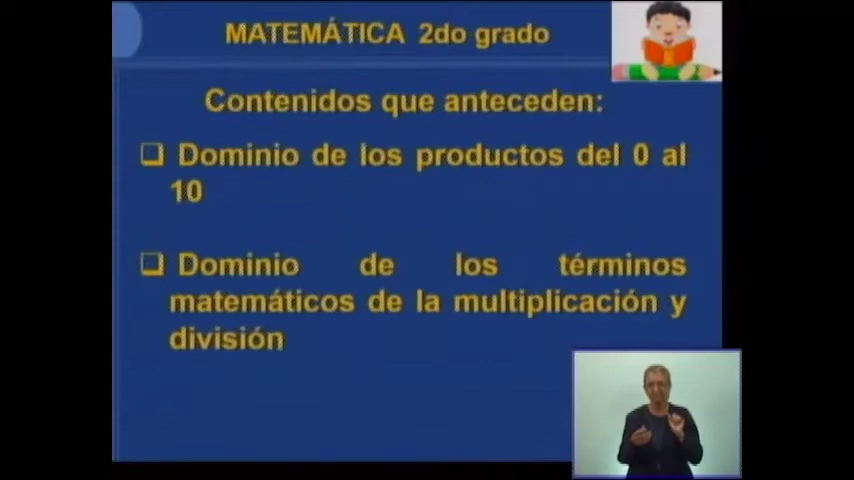 MATEMÁTICA 2do grado
Contenidos que anteceden:
❑ Dominio de los productos del 0 al
10
❑ Dominio de los términos
matemáticos de la multiplicación y
división